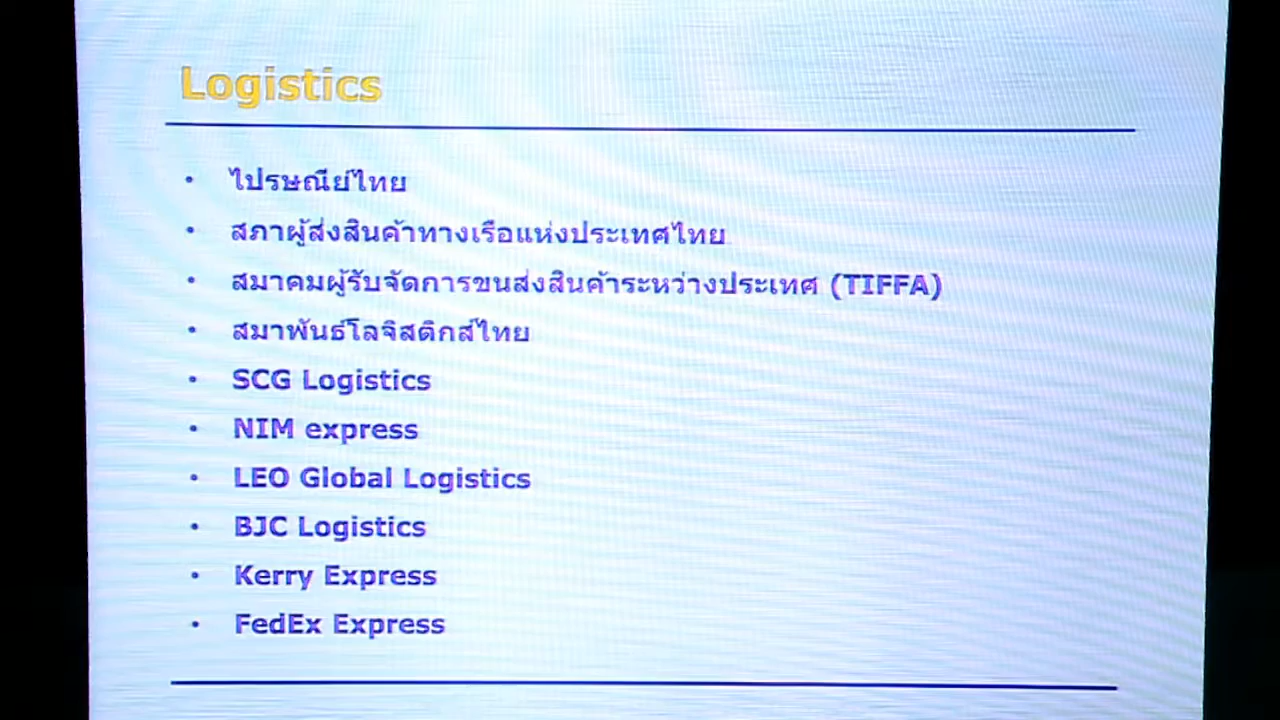 Logistics
• ไปรษณีย์ไทย
• สภาผู้ส่งสินค้าทางเรือแห่งประเทศไทย
• สมาคมผู้รับจัดการขนส่งสินค้าระหว่างประเทศ (TIFFA)
• สมาพันธ์โลจิสติกส์ไทย
• SCG Logistics
• NIM express
• LEO Global Logistics
• BJC Logistics
• Kerry Express
• FedEx Express